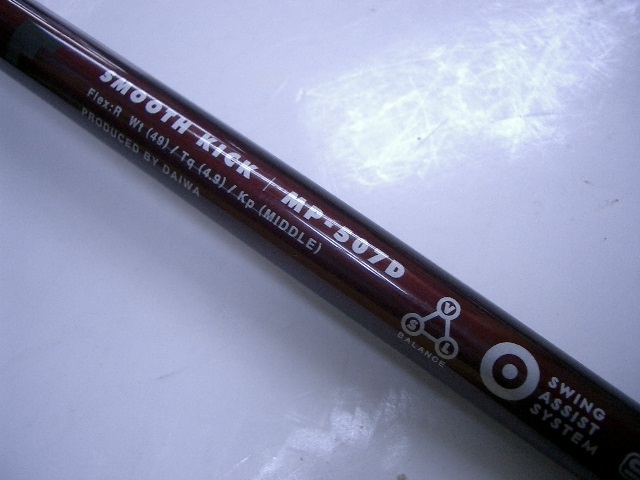 SMOOTH KICK | MP-507D
Flex:R Wt (49) / Tq (4.9) / Kp (MIDDLE)
PRODUCED BY DAIWA
V
S L
BALANCE
SWING
ASSIST
SYSTEM